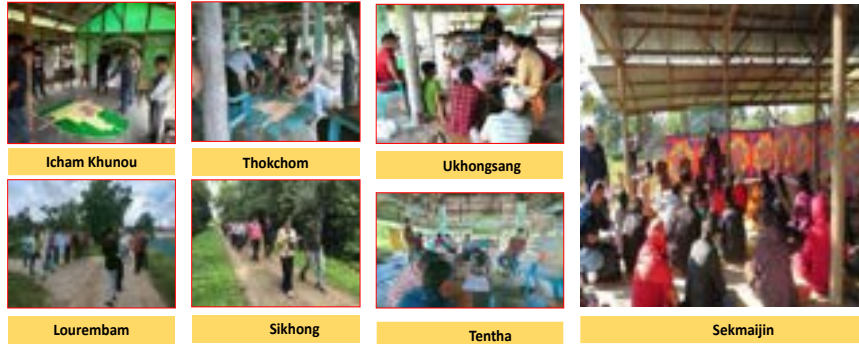 Icham Khunou
Thokchom
Ukhongsang
Lourembam
Sikhong
Tentha
Sekmaijin